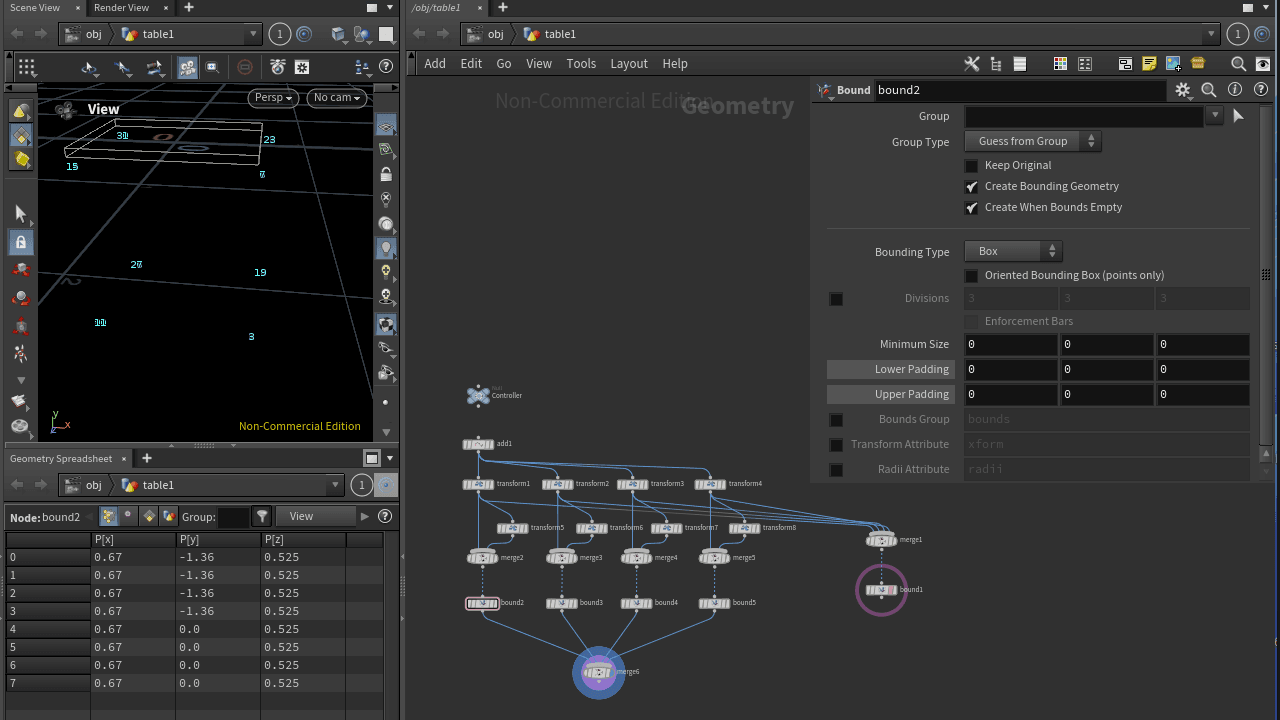 Scene View × Render View × +
obj table1 1
View
Persp No cam
31
23
15
7
27
19
11
3
y
z x
Non-Commercial Edition
Geometry Spreadsheet × +
obj table1 1
Node: bound2 Group: View
P[x] P[y] P[z]
0 0.67 -1.36 0.525
1 0.67 -1.36 0.525
2 0.67 -1.36 0.525
3 0.67 -1.36 0.525
4 0.67 0.0 0.525
5 0.67 0.0 0.525
6 0.67 0.0 0.525
7 0.67 0.0 0.525
/obj/table1 × +
obj table1 1
Add Edit Go View Tools Layout Help
Non-Commercial Edition
Geometry
Null
Controller
add1
transform1 transform2 transform3 transform4
transform5 transform6 transform7 transform8
merge1
merge2 merge3 merge4 merge5
bound1
bound2 bound3 bound4 bound5
merge6
Bound bound2
Group
Group Type Guess from Group
Keep Original
Create Bounding Geometry
Create When Bounds Empty
Bounding Type Box
Oriented Bounding Box (points only)
Divisions 3 3 3
Enforcement Bars
Minimum Size 0 0 0
Lower Padding 0 0 0
Upper Padding 0 0 0
Bounds Group bounds
Transform Attribute xform
Radii Attribute radii